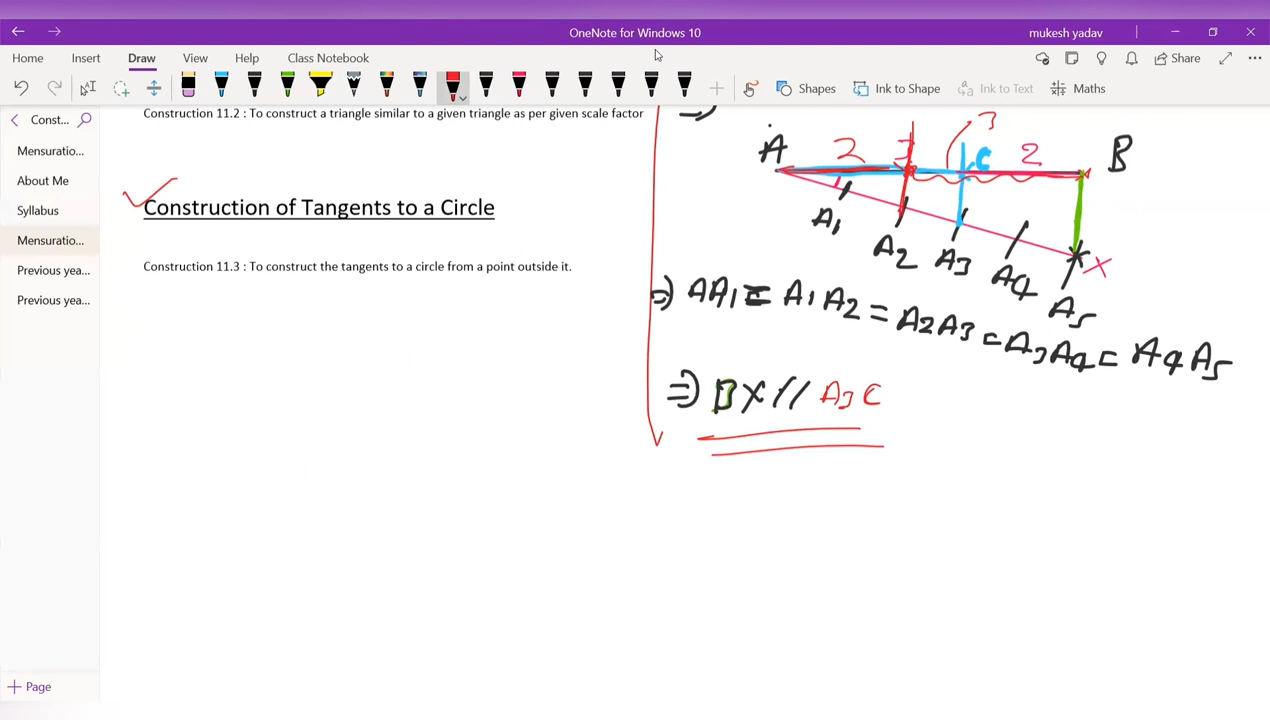 OneNote for Windows 10
mukesh yadav
Home Insert Draw View Help Class Notebook
Share
Shapes Ink to Shape Ink to Text Maths
Const...
Mensuratio...
About Me
Syllabus
Mensuratio...
Previous yea...
Previous yea...
Page
Construction 11.2 : To construct a triangle similar to a given triangle as per given scale factor
Construction of Tangents to a Circle
Construction 11.3 : To construct the tangents to a circle from a point outside it.
3
A 2 C 2 B
A1 A2 A3 A4 A5 X
⇒) AA1 = A1A2 = A2A3 = A3A4 = A4A5
⇒) BX // A3C